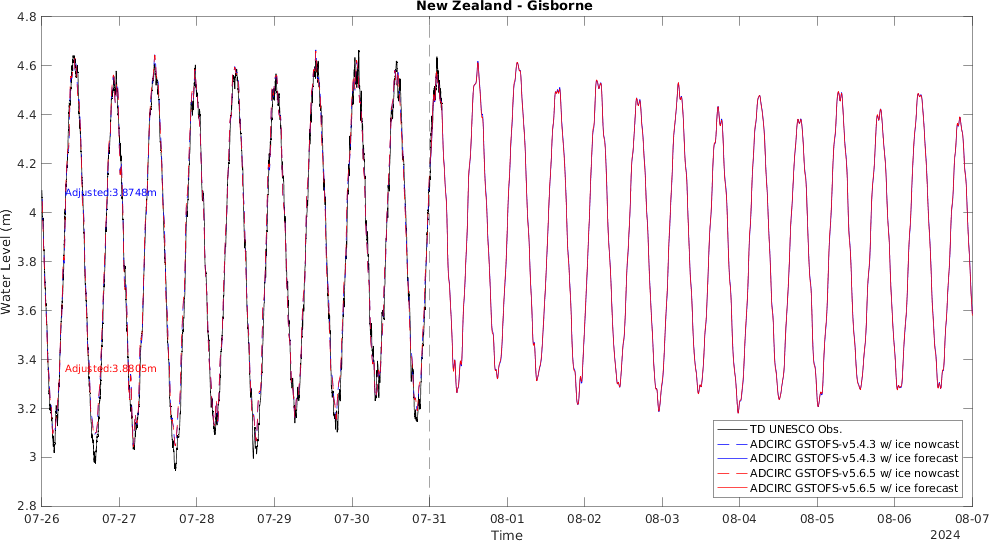 New Zealand - Gisborne
4.8
4.6
4.4
4.2
4
3.8
3.6
3.4
3.2
3
2.8
Water Level (m)
Adjusted:3.8748m
Adjusted:3.8805m
TD UNESCO Obs.
ADCIRC GSTOFS-v5.4.3 w/ ice nowcast
ADCIRC GSTOFS-v5.4.3 w/ ice forecast
ADCIRC GSTOFS-v5.6.5 w/ ice nowcast
ADCIRC GSTOFS-v5.6.5 w/ ice forecast
07-26 07-27 07-28 07-29 07-30 07-31 08-01 08-02 08-03 08-04 08-05 08-06 08-07
Time
2024